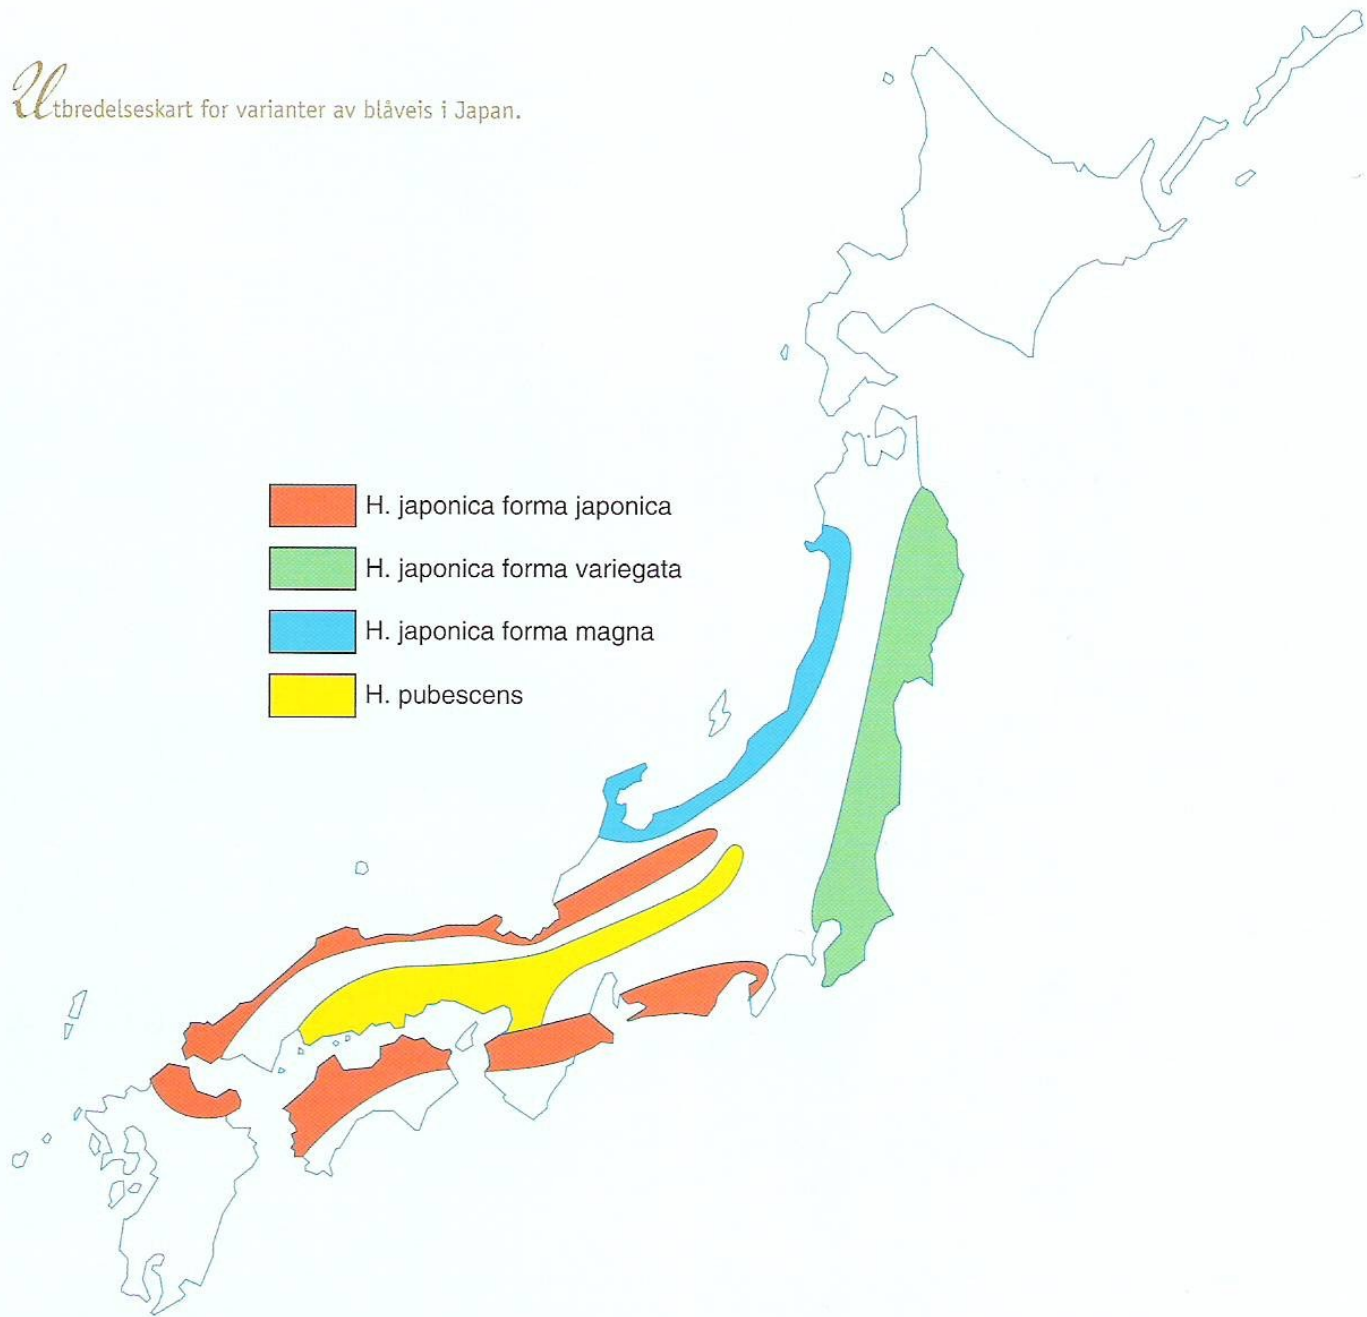 Utbredelseskart for varianter av blåveis i Japan.
H. japonica forma japonica
H. japonica forma variegata
H. japonica forma magna
H. pubescens